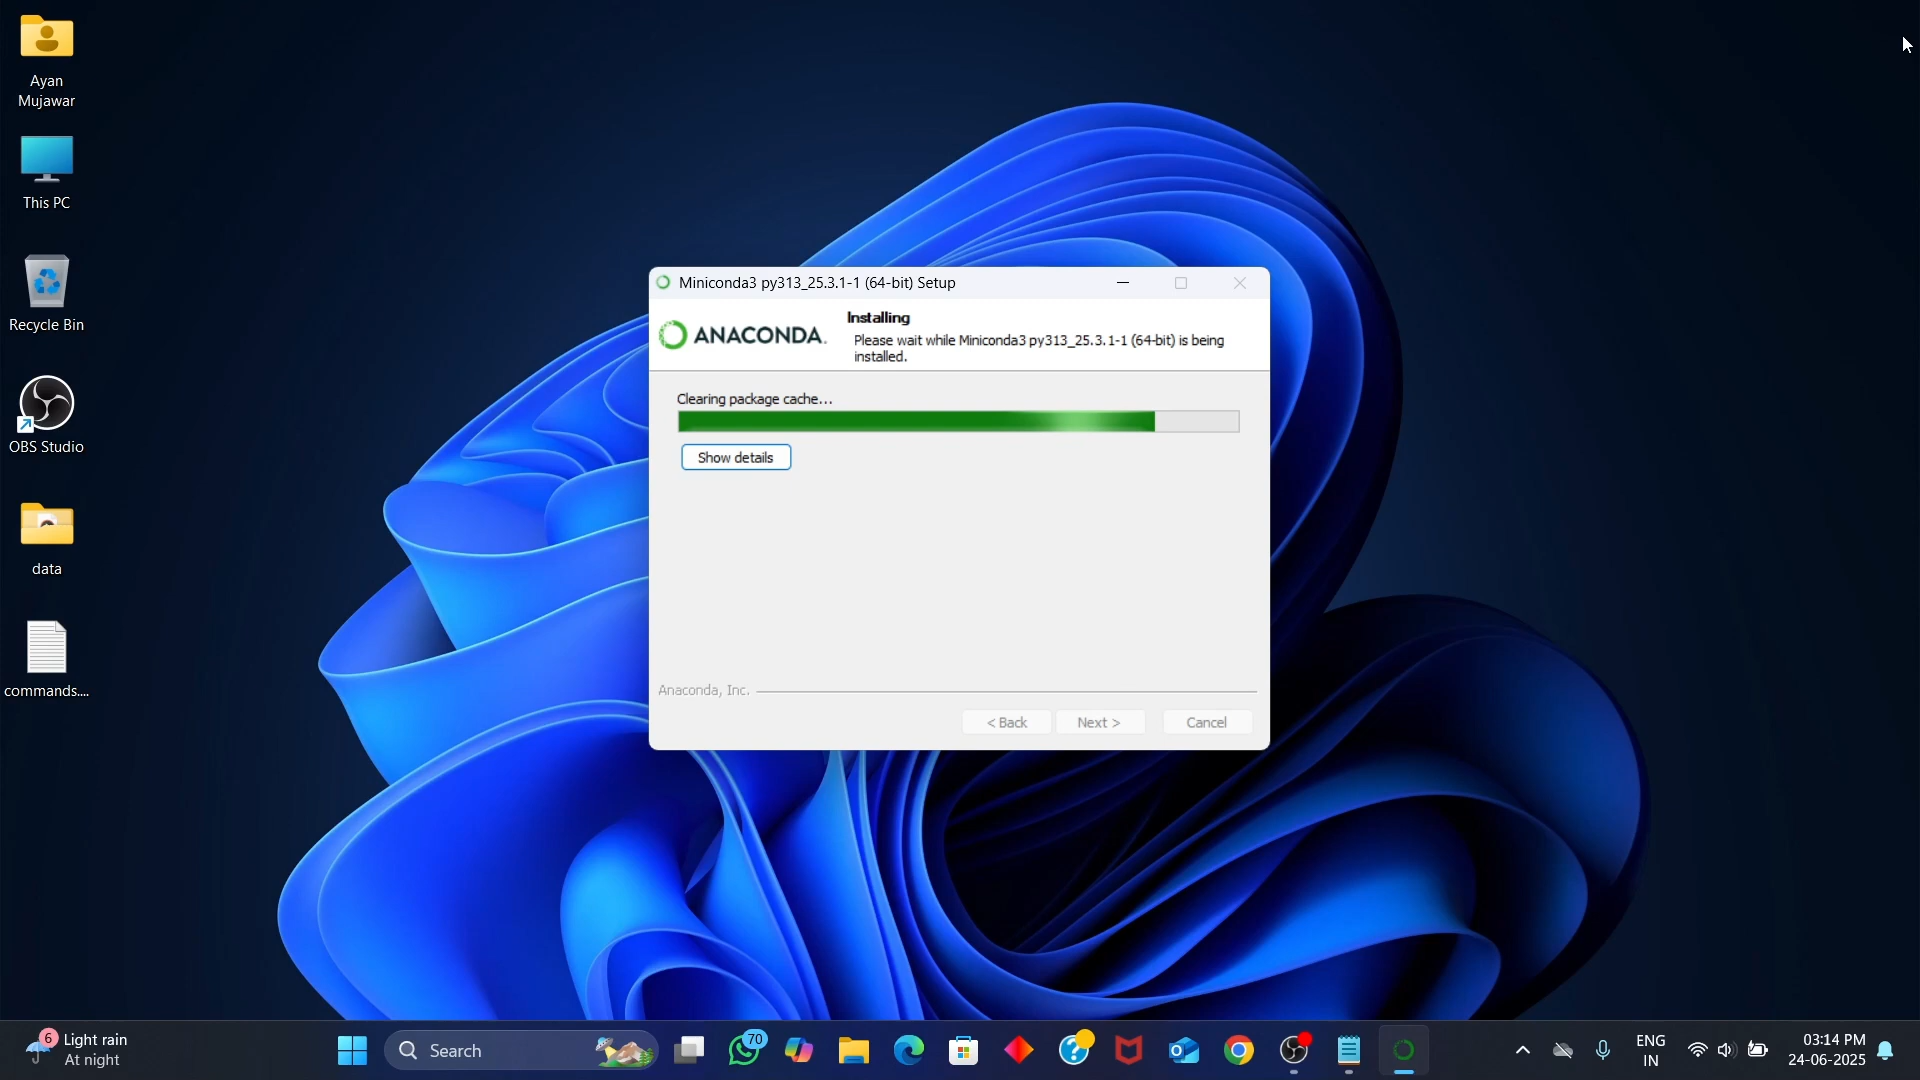 Ayan
Mujawar
This PC
Recycle Bin
OBS Studio
data
commands....
Miniconda3 py313_25.3.1-1 (64-bit) Setup
ANACONDA.
Installing
Please wait while Miniconda3 py313_25.3.1-1 (64-bit) is being
installed.
Clearing package cache...
Show details
Anaconda, Inc.
< Back
Next >
Cancel
6
Light rain
At night
Search
70
ENG
IN
03:14 PM
24-06-2025